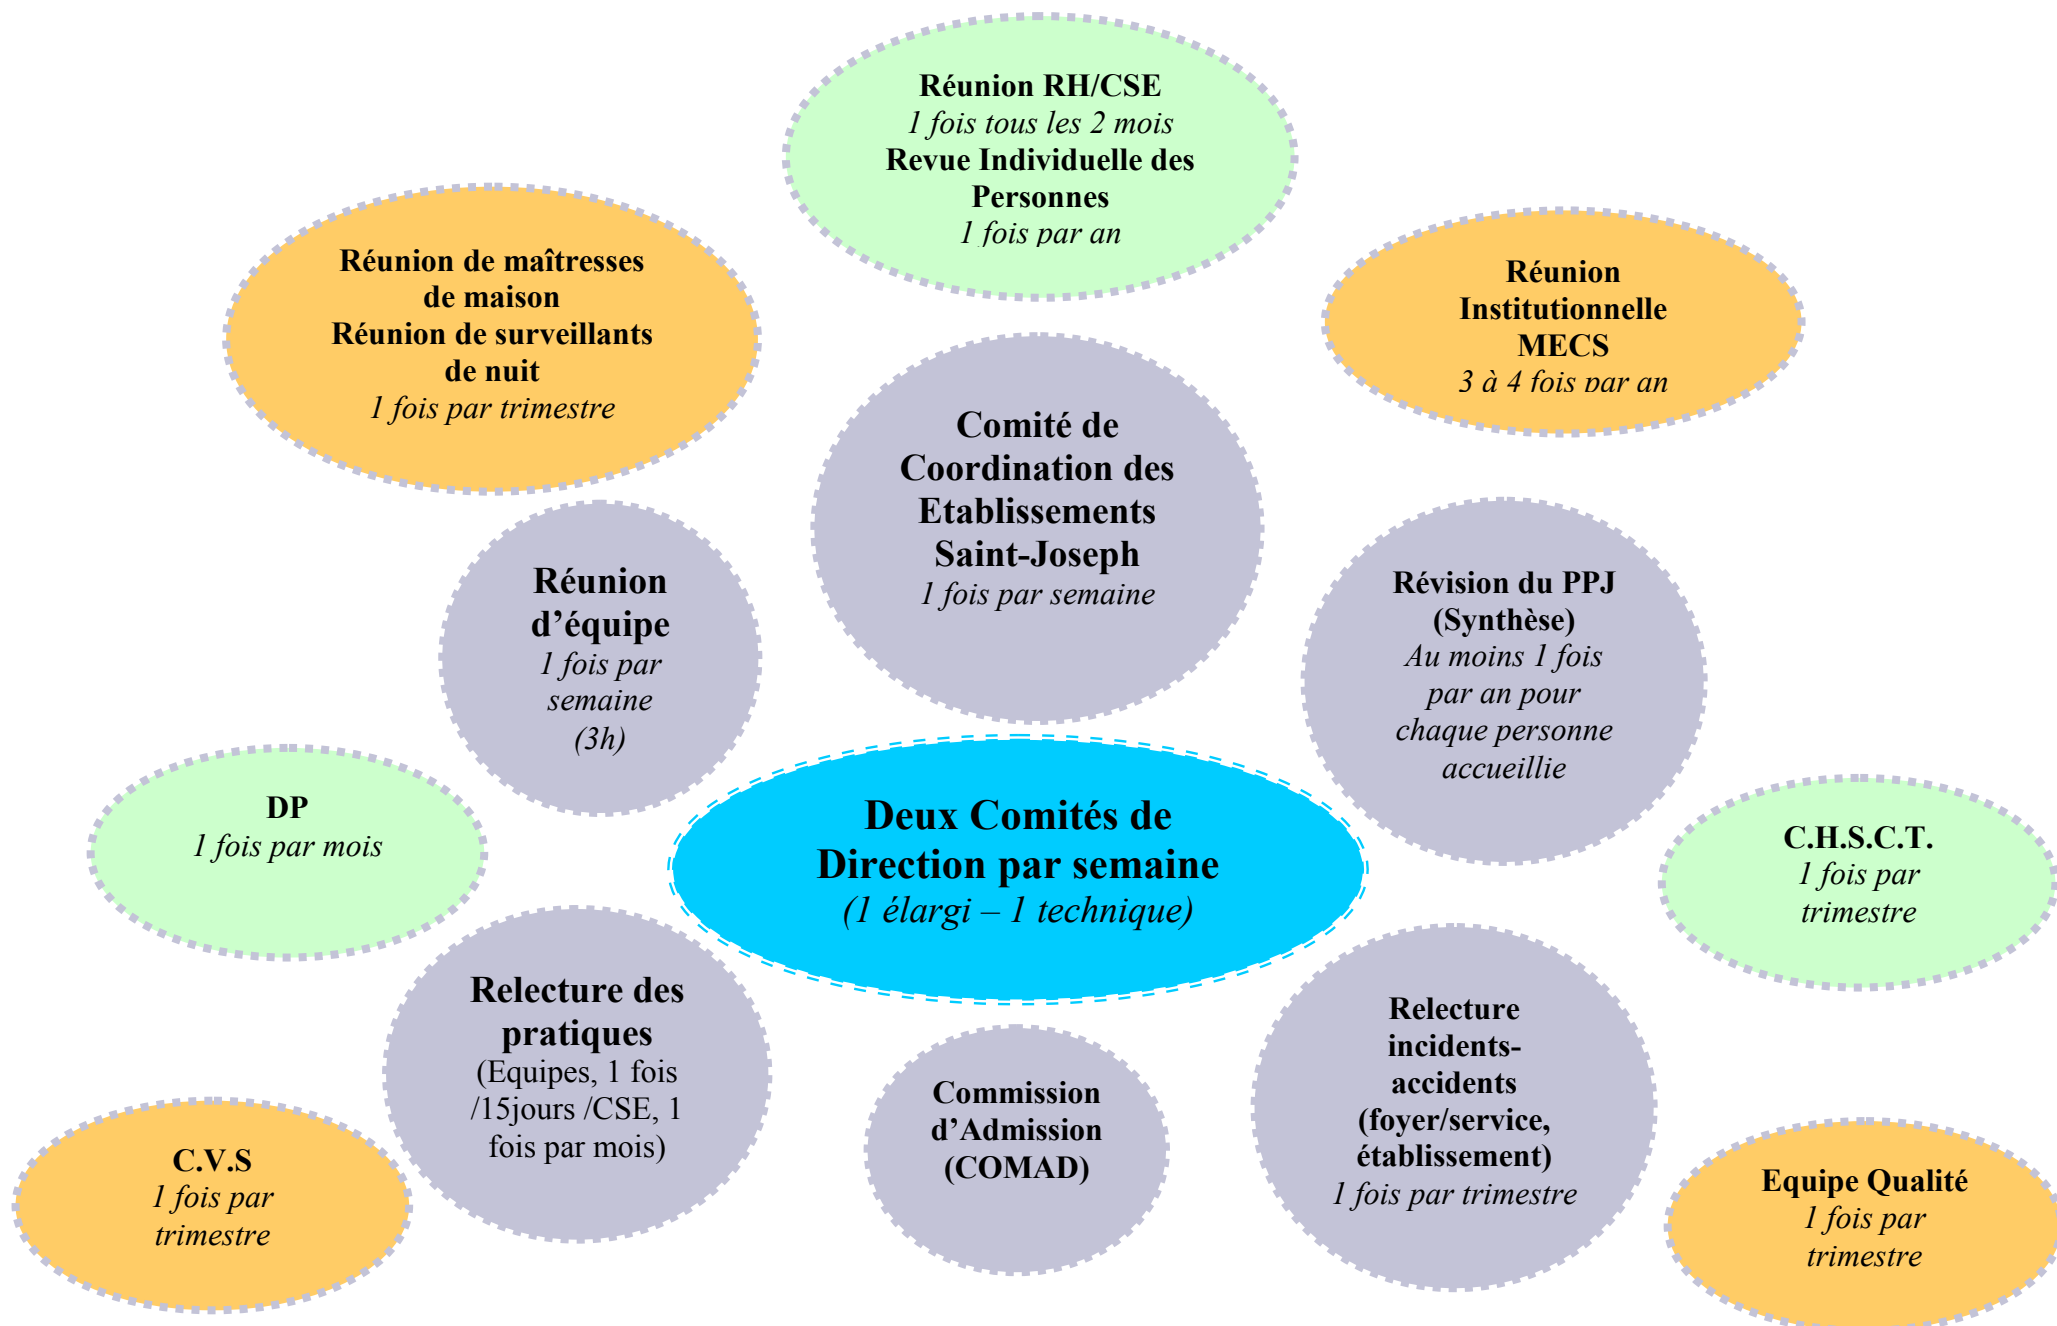 Réunion RH/CSE
1 fois tous les 2 mois
Revue Individuelle des
Personnes
1 fois par an
Réunion de maîtresses
de maison
Réunion de surveillants
de nuit
1 fois par trimestre
Réunion
Institutionnelle
MECS
3 à 4 fois par an
Comité de
Coordination des
Etablissements
Saint-Joseph
1 fois par semaine
Réunion
d’équipe
1 fois par
semaine
(3h)
Révision du PPJ
(Synthèse)
Au moins 1 fois
par an pour
chaque personne
accueillie
DP
1 fois par mois
Deux Comités de
Direction par semaine
(1 élargi – 1 technique)
C.H.S.C.T.
1 fois par
trimestre
Relecture des
pratiques
(Equipes, 1 fois
/15jours /CSE, 1
fois par mois)
Commission
d’Admission
(COMAD)
Relecture
incidents-
accidents
(foyer/service,
établissement)
1 fois par trimestre
C.V.S
1 fois par
trimestre
Equipe Qualité
1 fois par
trimestre